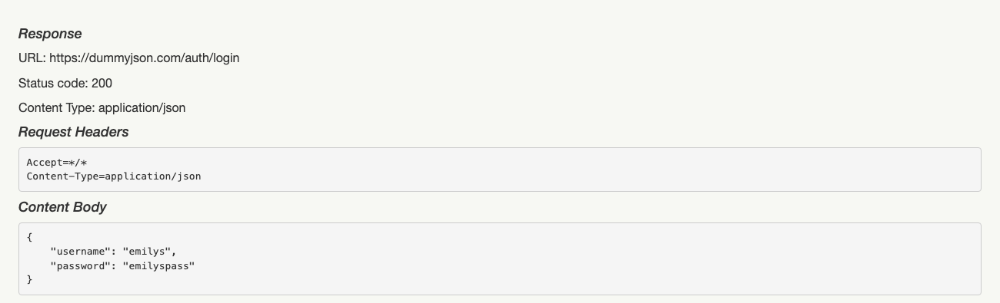 Response
URL: https://dummyjson.com/auth/login
Status code: 200
Content Type: application/json
Request Headers
Accept=*/*
Content-Type=application/json
Content Body
{
    "username": "emilys",
    "password": "emilyspass"
}